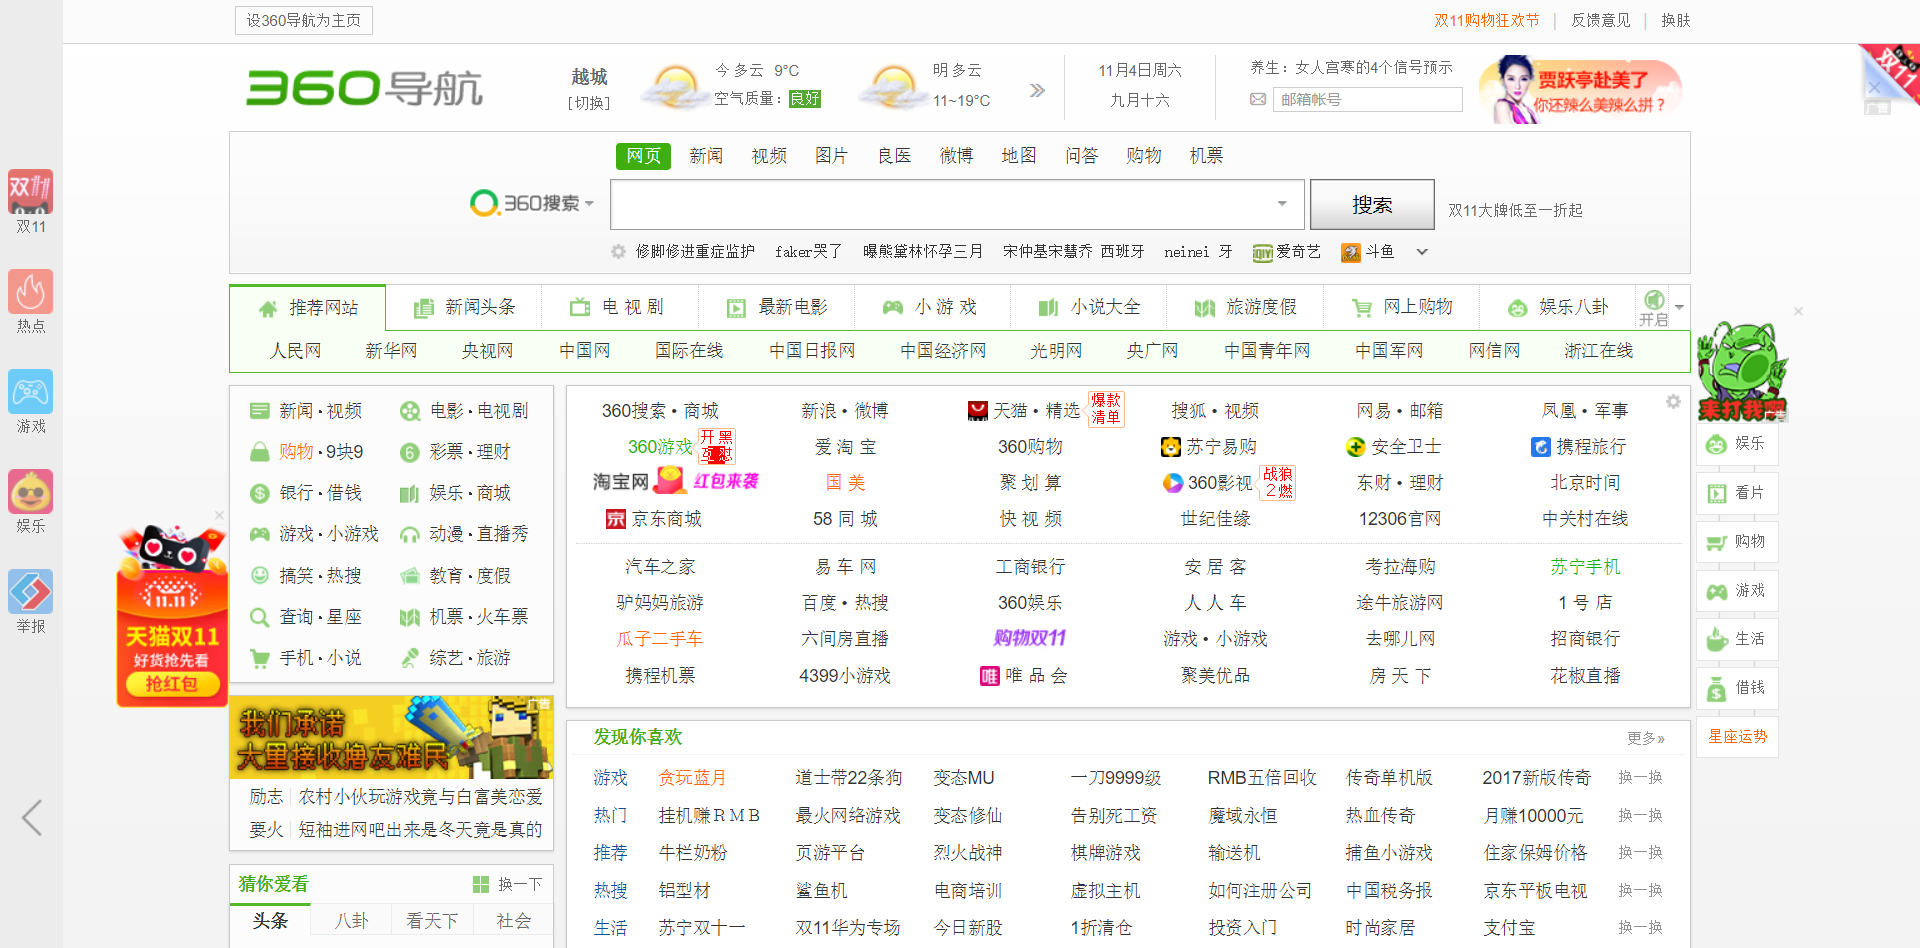 设360导航为主页
双11购物狂欢节 | 反馈意见 | 换肤
360导航
越城
[切换]
今 多云 9°C
空气质量：良好
明 多云
11~19°C
11月4日周六
九月十六
养生：女人宫寒的4个信号预示
邮箱帐号
贾跃亭赴美了
你还辣么美辣么拼？
双11
广告
网页 新闻 视频 图片 良医 微博 地图 问答 购物 机票
360搜索
搜索
双11大牌低至一折起
修脚修进重症监护 faker哭了 曝熊黛林怀孕三月 宋仲基宋慧乔 西班牙 neinei 牙 爱奇艺 斗鱼
推荐网站 新闻头条 电 视 剧 最新电影 小 游 戏 小说大全 旅游度假 网上购物 娱乐八卦 开启
人民网 新华网 央视网 中国网 国际在线 中国日报网 中国经济网 光明网 央广网 中国青年网 中国军网 网信网 浙江在线
双11
热点
游戏
娱乐
举报
新闻·视频 电影·电视剧
购物·9块9 彩票·理财
银行·借钱 娱乐·商城
游戏·小游戏 动漫·直播秀
搞笑·热搜 教育·度假
查询·星座 机票·火车票
手机·小说 综艺·旅游
11.11
天猫双11
好货抢先看
抢红包
360搜索·商城 新浪·微博 天猫·精选 爆款清单 搜狐·视频 网易·邮箱 凤凰·军事
360游戏 开黑互怼 爱 淘 宝 360购物 苏宁易购 安全卫士 携程旅行
淘宝网 红包来袭 国 美 聚 划 算 360影视 战狼2燃 东财·理财 北京时间
京东商城 58 同 城 快 视 频 世纪佳缘 12306官网 中关村在线
汽车之家 易 车 网 工商银行 安 居 客 考拉海购 苏宁手机
驴妈妈旅游 百度·热搜 360娱乐 人 人 车 途牛旅游网 1 号 店
瓜子二手车 六间房直播 购物双11 游戏·小游戏 去哪儿网 招商银行
携程机票 4399小游戏 唯 品 会 聚美优品 房 天 下 花椒直播
来打我吧
广告
娱乐
看片
购物
游戏
生活
借钱
星座运势
我们承诺
大里接收撸友难民
广告
励志 | 农村小伙玩游戏竟与白富美恋爱
要火 | 短袖进网吧出来是冬天竟是真的
猜你爱看 换一下
头条 八卦 看天下 社会
发现你喜欢 更多»
游戏 贪玩蓝月 道士带22条狗 变态MU 一刀9999级 RMB五倍回收 传奇单机版 2017新版传奇 换一换
热门 挂机赚ＲＭＢ 最火网络游戏 变态修仙 告别死工资 魔域永恒 热血传奇 月赚10000元 换一换
推荐 牛栏奶粉 页游平台 烈火战神 棋牌游戏 输送机 捕鱼小游戏 住家保姆价格 换一换
热搜 铝型材 鲨鱼机 电商培训 虚拟主机 如何注册公司 中国税务报 京东平板电视 换一换
生活 苏宁双十一 双11华为专场 今日新股 1折清仓 投资入门 时尚家居 支付宝 换一换